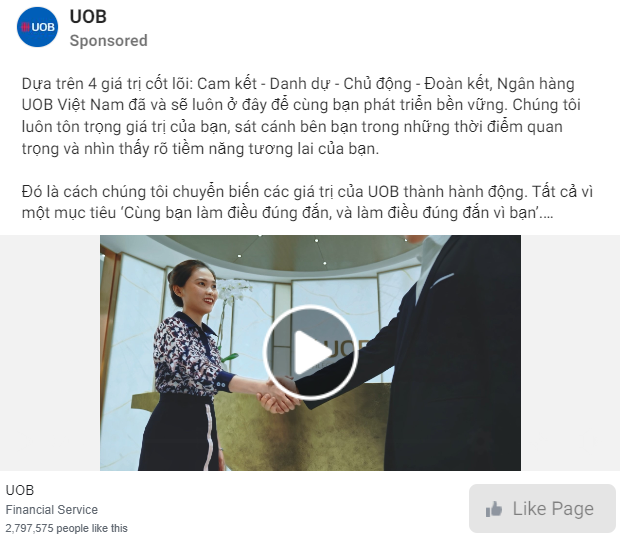 UOB
UOB
Sponsored
Dựa trên 4 giá trị cốt lõi: Cam kết - Danh dự - Chủ động - Đoàn kết, Ngân hàng
UOB Việt Nam đã và sẽ luôn ở đây để cùng bạn phát triển bền vững. Chúng tôi
luôn tôn trọng giá trị của bạn, sát cánh bên bạn trong những thời điểm quan
trọng và nhìn thấy rõ tiềm năng tương lai của bạn.
Đó là cách chúng tôi chuyển biến các giá trị của UOB thành hành động. Tất cả vì
một mục tiêu ‘Cùng bạn làm điều đúng đắn, và làm điều đúng đắn vì bạn’....
UOB
UOB
Financial Service
2,797,575 people like this
Like Page